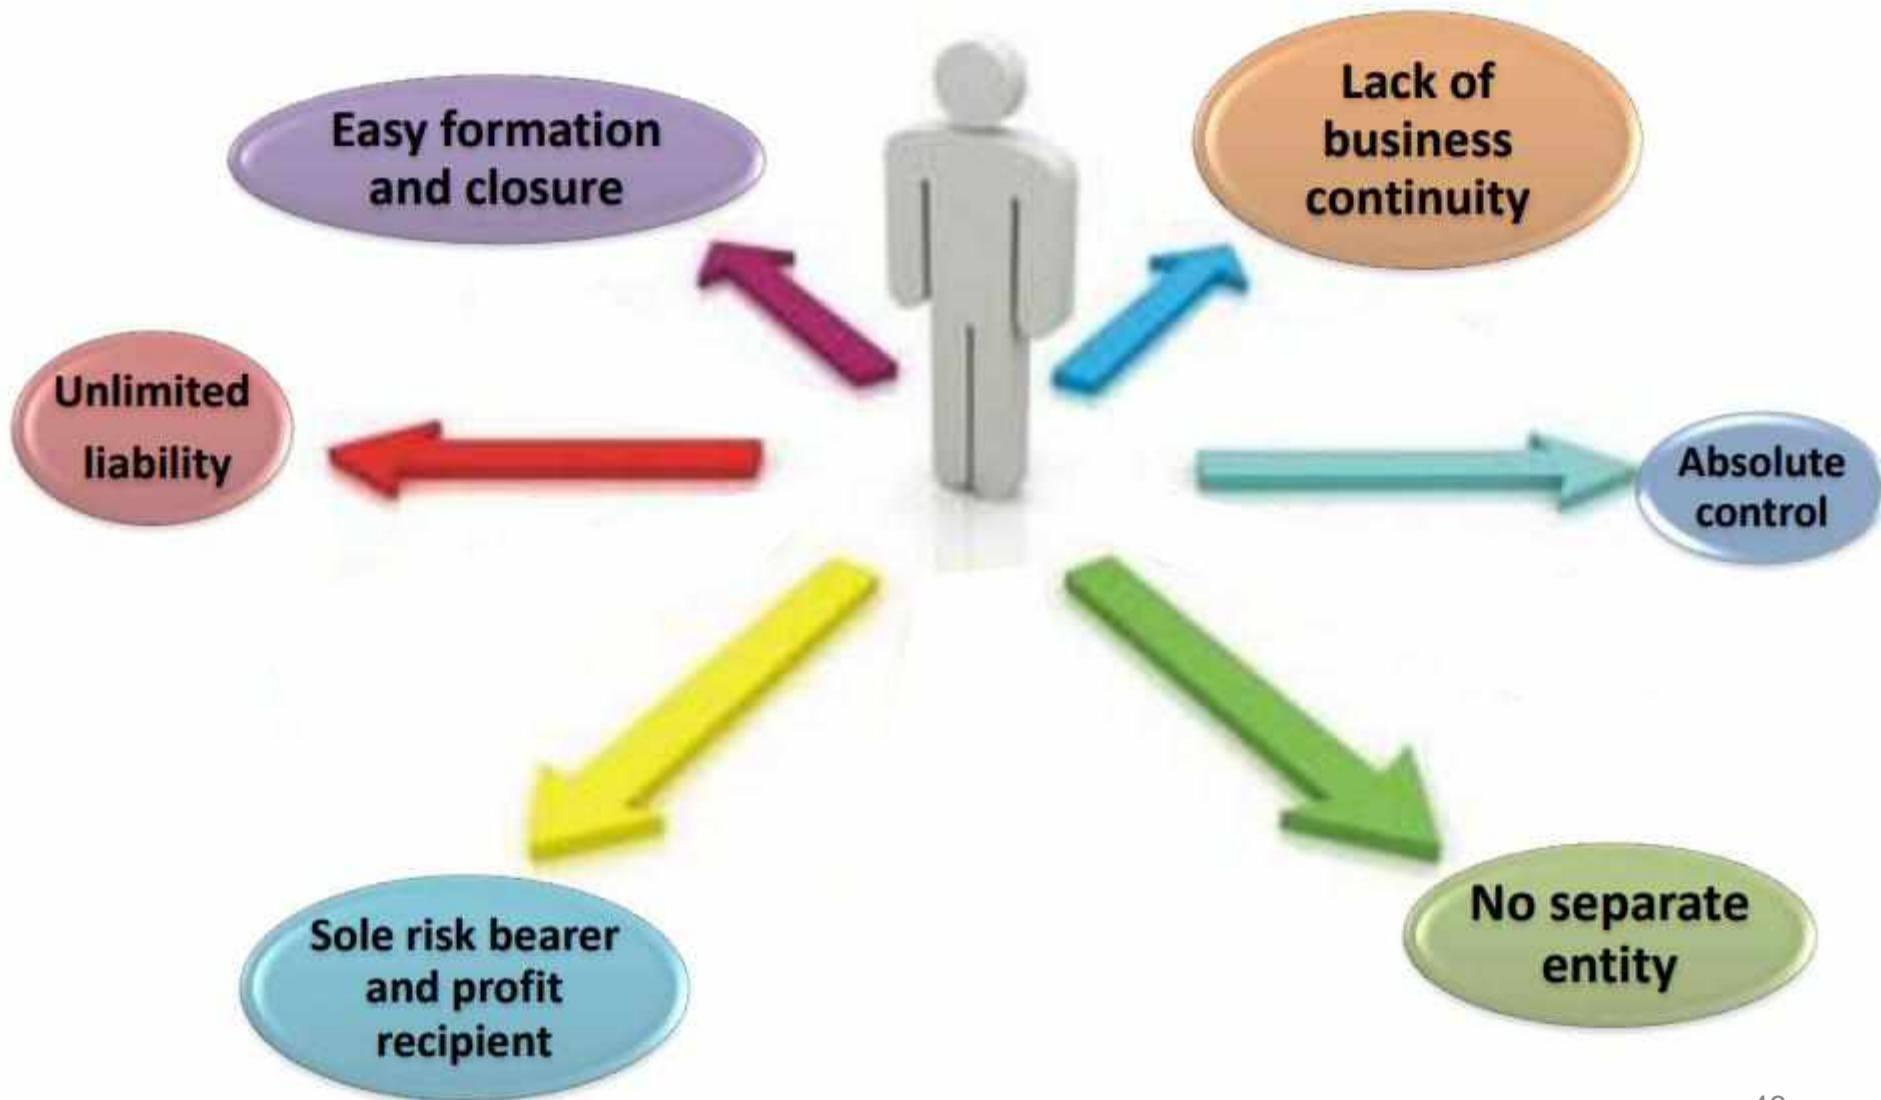 Easy formation
and closure
Lack of
business
continuity
Unlimited
liability
Absolute
control
Sole risk bearer
and profit
recipient
No separate
entity